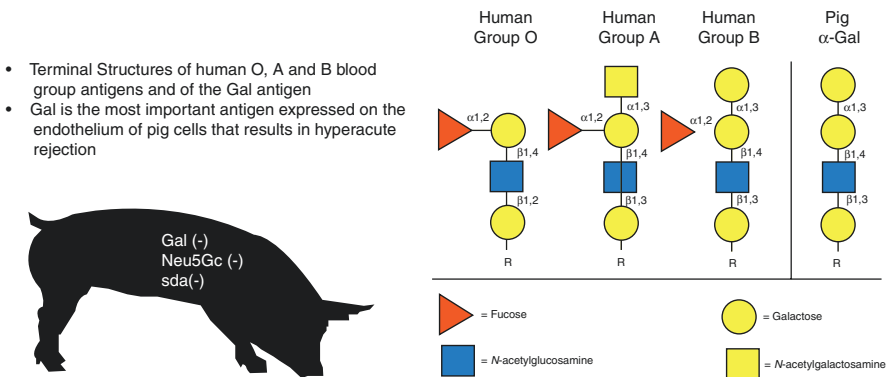 • Terminal Structures of human O, A and B blood
group antigens and of the Gal antigen
• Gal is the most important antigen expressed on the
endothelium of pig cells that results in hyperacute
rejection
Gal (-)
Neu5Gc (-)
sda(-)
Human
Group O
α1,2
β1,4
β1,2
R
Human
Group A
α1,3
α1,2
β1,4
β1,3
R
Human
Group B
α1,3
α1,2
β1,4
β1,3
R
Pig
α-Gal
α1,3
β1,4
β1,3
R
= Fucose
= Galactose
= N-acetylglucosamine
= N-acetylgalactosamine